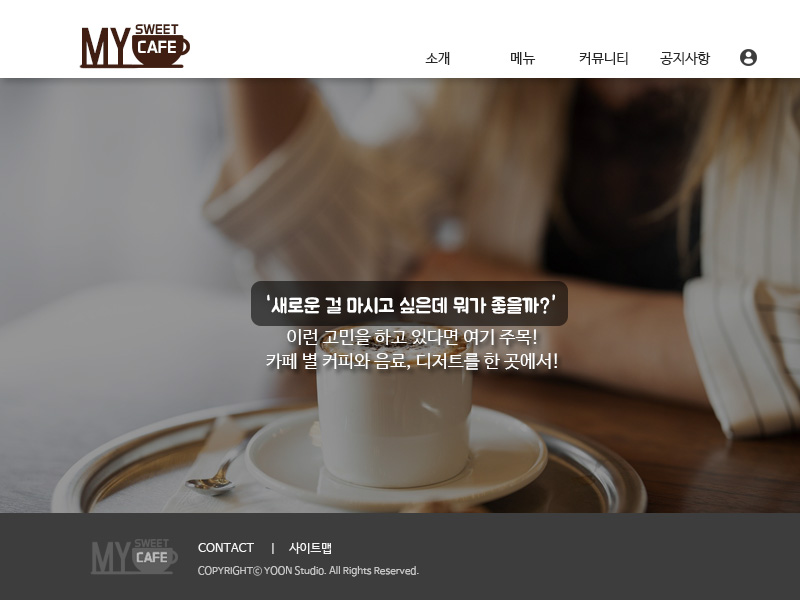 MY SWEET CAFE
소개 메뉴 커뮤니티 공지사항
'새로운 걸 마시고 싶은데 뭐가 좋을까?'
이런 고민을 하고 있다면 여기 주목!
카페 별 커피와 음료, 디저트를 한 곳에서!
MY SWEET CAFE
CONTACT | 사이트맵
COPYRIGHTⓒ YOON Studio. All Rights Reserved.